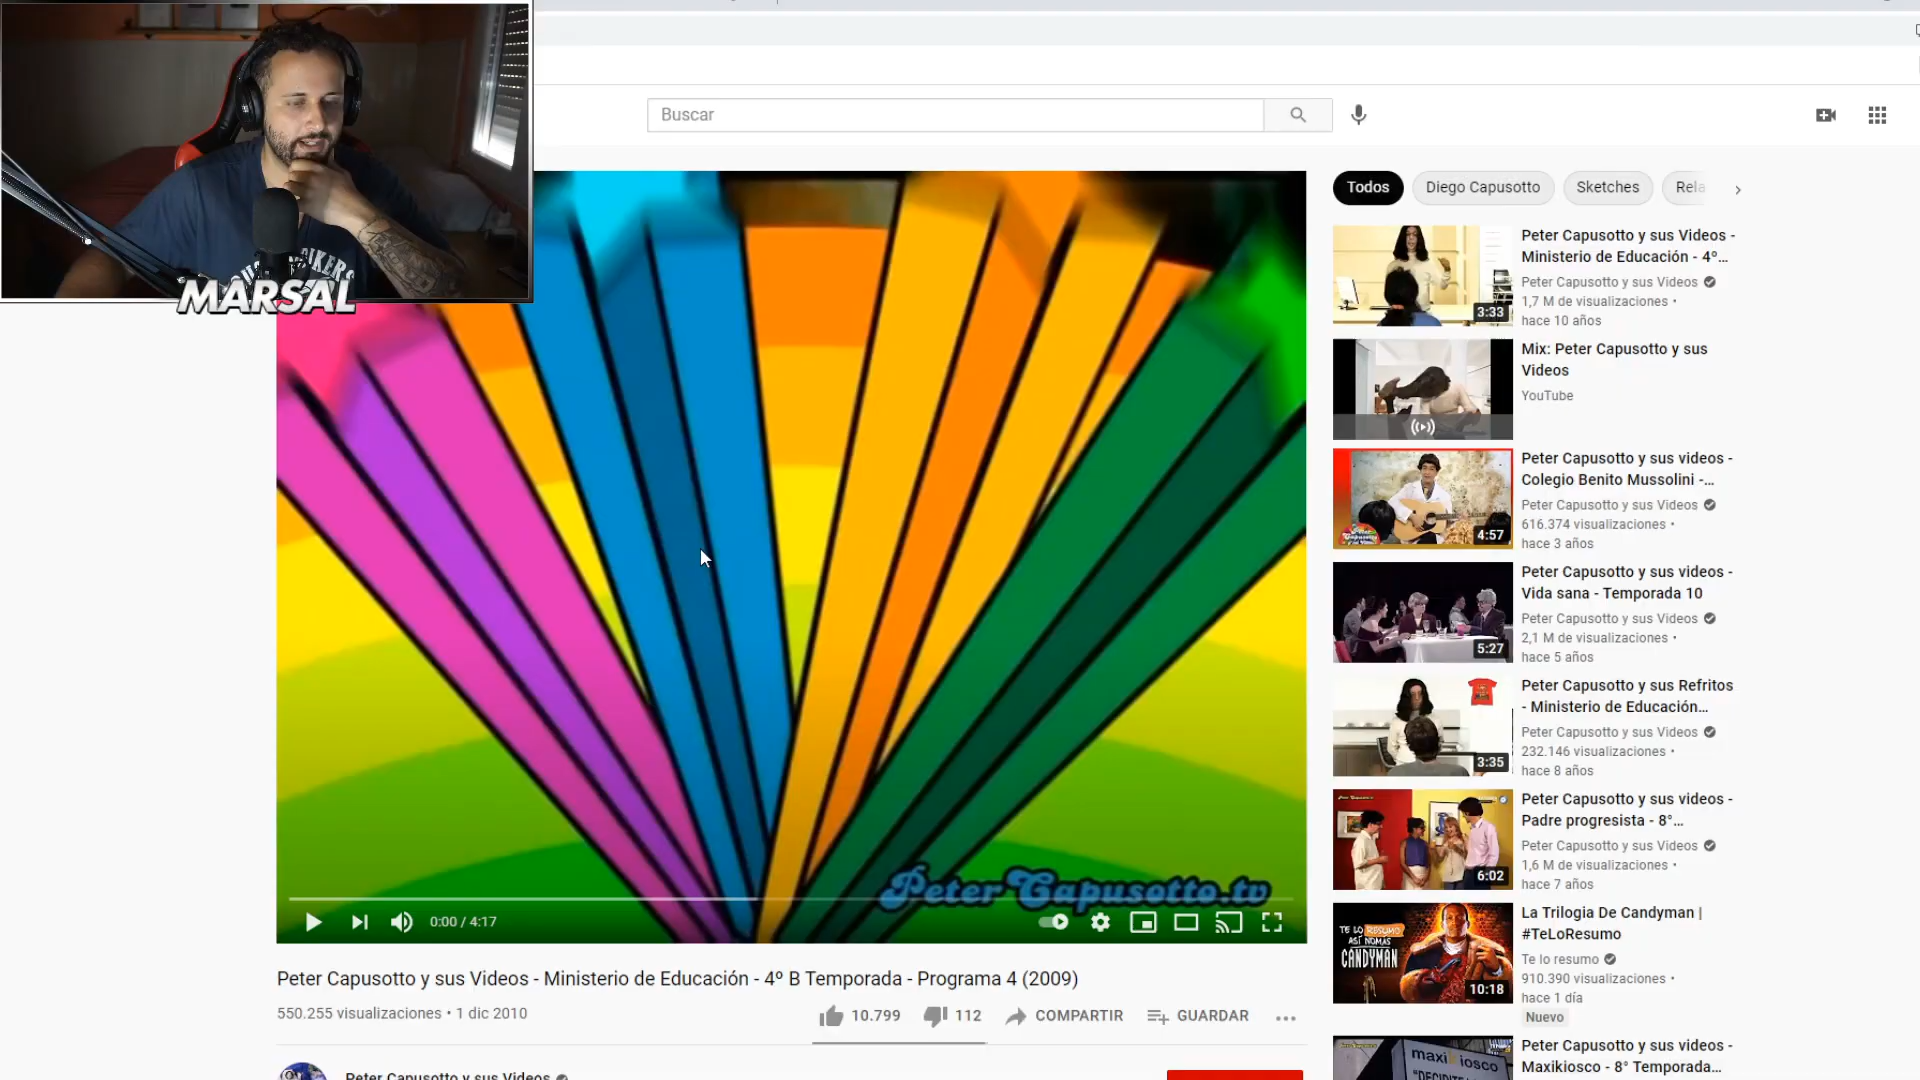 MARSAL
Buscar
Todos
Diego Capusotto
Sketches
Rela
Peter Capusotto y sus Videos -
Ministerio de Educación - 4º...
Peter Capusotto y sus Videos
1,7 M de visualizaciones •
hace 10 años
3:33
Mix: Peter Capusotto y sus
Videos
YouTube
Peter Capusotto y sus videos -
Colegio Benito Mussolini -...
Peter Capusotto y sus Videos
616.374 visualizaciones •
hace 3 años
4:57
Peter Capusotto y sus videos -
Vida sana - Temporada 10
Peter Capusotto y sus Videos
2,1 M de visualizaciones •
hace 5 años
5:27
Peter Capusotto y sus Refritos
- Ministerio de Educación...
Peter Capusotto y sus Videos
232.146 visualizaciones •
hace 8 años
3:35
Peter Capusotto y sus videos -
Padre progresista - 8°...
Peter Capusotto y sus Videos
1,6 M de visualizaciones •
hace 7 años
6:02
TE LO RESUMO
ASÍ NOMÁS
CANDYMAN
10:18
La Trilogia De Candyman |
#TeLoResumo
Te lo resumo
910.390 visualizaciones •
hace 1 día
Nuevo
maxikiosco
Peter Capusotto y sus videos -
Maxikiosco - 8° Temporada...
Peter Capusotto.tv
0:00 / 4:17
Peter Capusotto y sus Videos - Ministerio de Educación - 4º B Temporada - Programa 4 (2009)
550.255 visualizaciones • 1 dic 2010
10.799
112
COMPARTIR
GUARDAR
Peter Capusotto y sus Videos